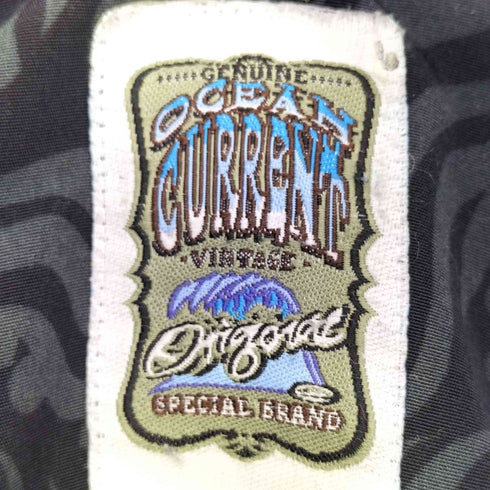 GENUINE
OCEAN
CURRENT
VINTAGE
Original
SPECIAL BRAND